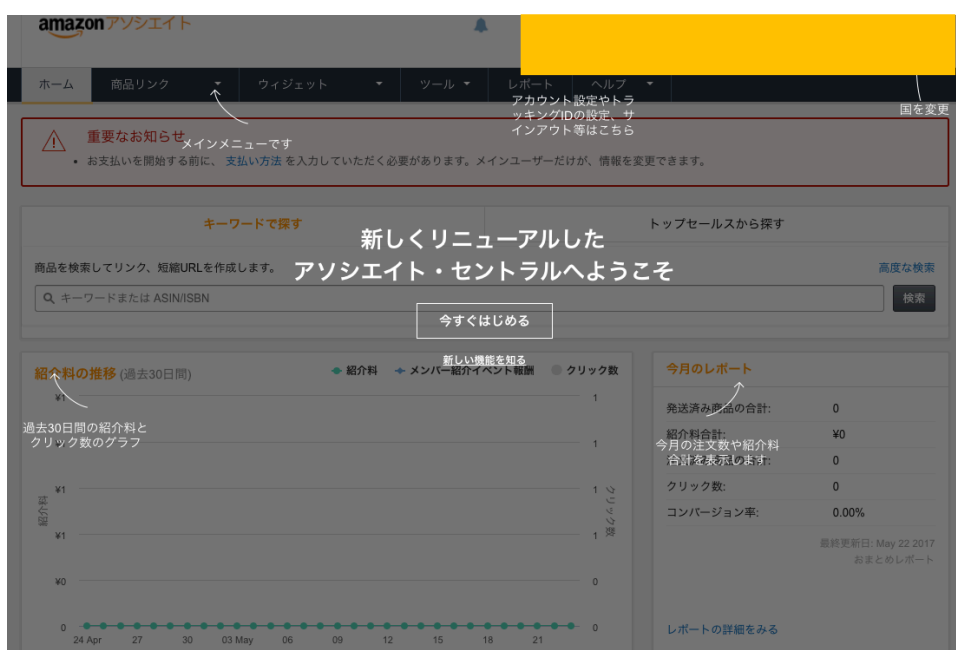 amazon アソシエイト
ホーム 商品リンク ウィジェット ツール レポート ヘルプ
アカウント設定やトラ
ッキングIDの設定、サ
インアウト等はこちら
国を変更
重要なお知らせ
メインメニューです
お支払いを開始する前に、 支払い方法 を入力していただく必要があります。メインユーザーだけが、情報を変更できます。
キーワードで探す トップセールスから探す
新しくリニューアルした
アソシエイト・セントラルへようこそ
商品を検索してリンク、短縮URLを作成します。 高度な検索
キーワードまたは ASIN/ISBN 検索
今すぐはじめる
新しい機能を知る
紹介料の推移 (過去30日間) 紹介料 メンバー紹介イベント報酬 クリック数
過去30日間の紹介料と
クリック数のグラフ
¥1 1
1
¥1 1
¥1 1
¥0 0
0 0
紹介料
クリック数
24 Apr 27 30 03 May 06 09 12 15 18 21
今月のレポート
発送済み商品の合計: 0
紹介料合計: ¥0
今月の注文数や紹介料
合計を表示します
0
クリック数: 0
コンバージョン率: 0.00%
最終更新日: May 22 2017
おまとめレポート
レポートの詳細をみる